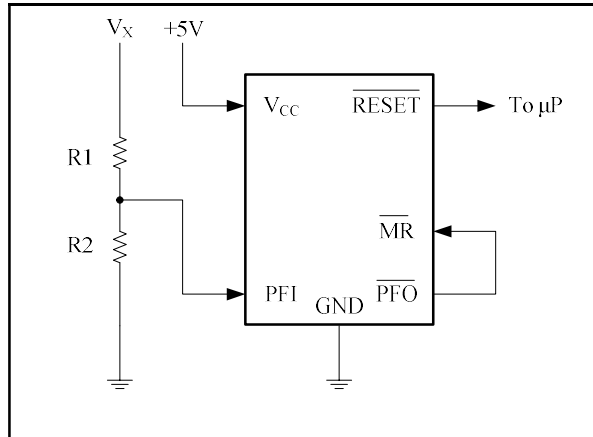 VX +5V
VCC RESET To μP
R1
R2 MR
PFI PFO
GND